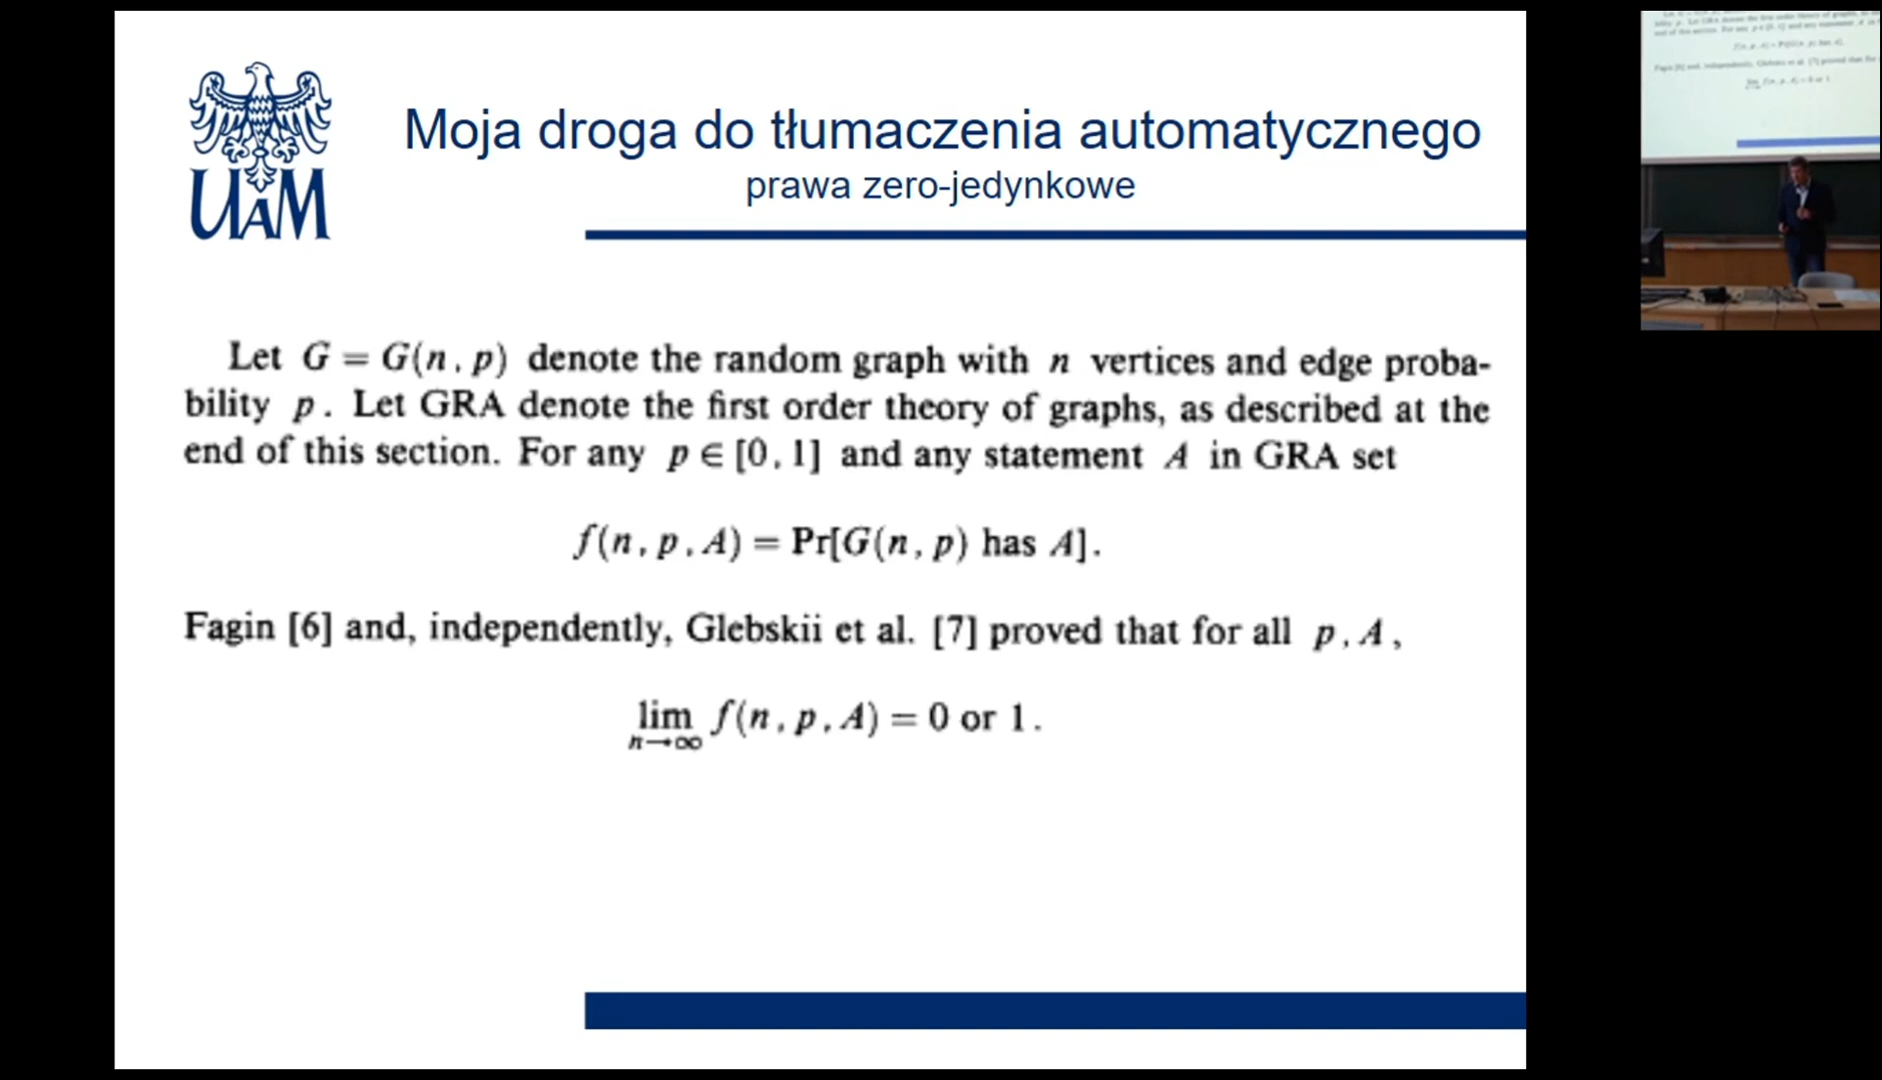 UAM
Moja droga do tłumaczenia automatycznego
prawa zero-jedynkowe
Let G = G(n, p) denote the random graph with n vertices and edge proba-
bility p. Let GRA denote the first order theory of graphs, as described at the
end of this section. For any p ∈ [0, 1] and any statement A in GRA set
f(n, p, A) = Pr[G(n, p) has A].
Fagin [6] and, independently, Glebskii et al. [7] proved that for all p, A,
lim f(n, p, A) = 0 or 1.
n→∞